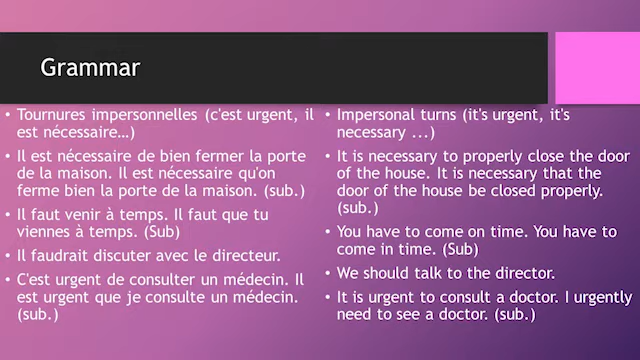 Grammar
• Tournures impersonnelles (c'est urgent, il
est nécessaire…)
• Il est nécessaire de bien fermer la porte
de la maison. Il est nécessaire qu'on
ferme bien la porte de la maison. (sub.)
• Il faut venir à temps. Il faut que tu
viennes à temps. (Sub)
• Il faudrait discuter avec le directeur.
• C'est urgent de consulter un médecin. Il
est urgent que je consulte un médecin.
(sub.)
• Impersonal turns (it's urgent, it's
necessary ...)
• It is necessary to properly close the door
of the house. It is necessary that the
door of the house be closed properly.
(sub.)
• You have to come on time. You have to
come in time. (Sub)
• We should talk to the director.
• It is urgent to consult a doctor. I urgently
need to see a doctor. (sub.)